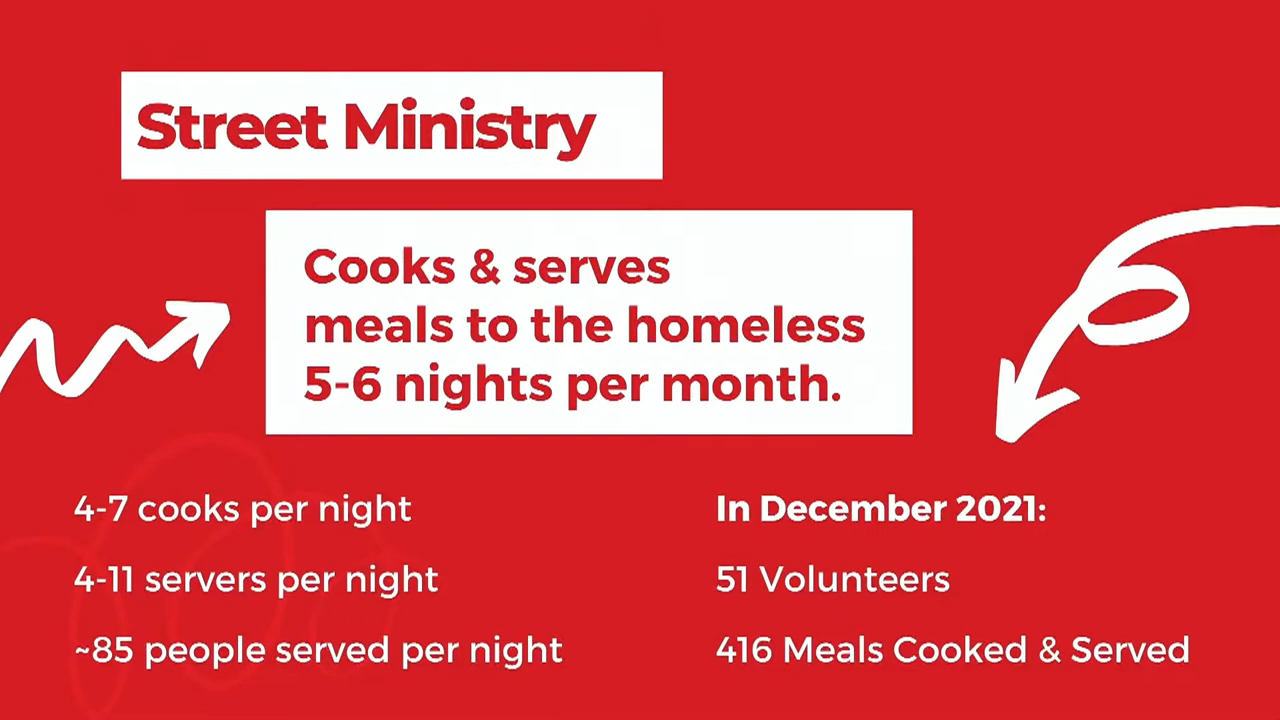 Street Ministry
Cooks & serves
meals to the homeless
5-6 nights per month.
4-7 cooks per night
4-11 servers per night
~85 people served per night
In December 2021:
51 Volunteers
416 Meals Cooked & Served